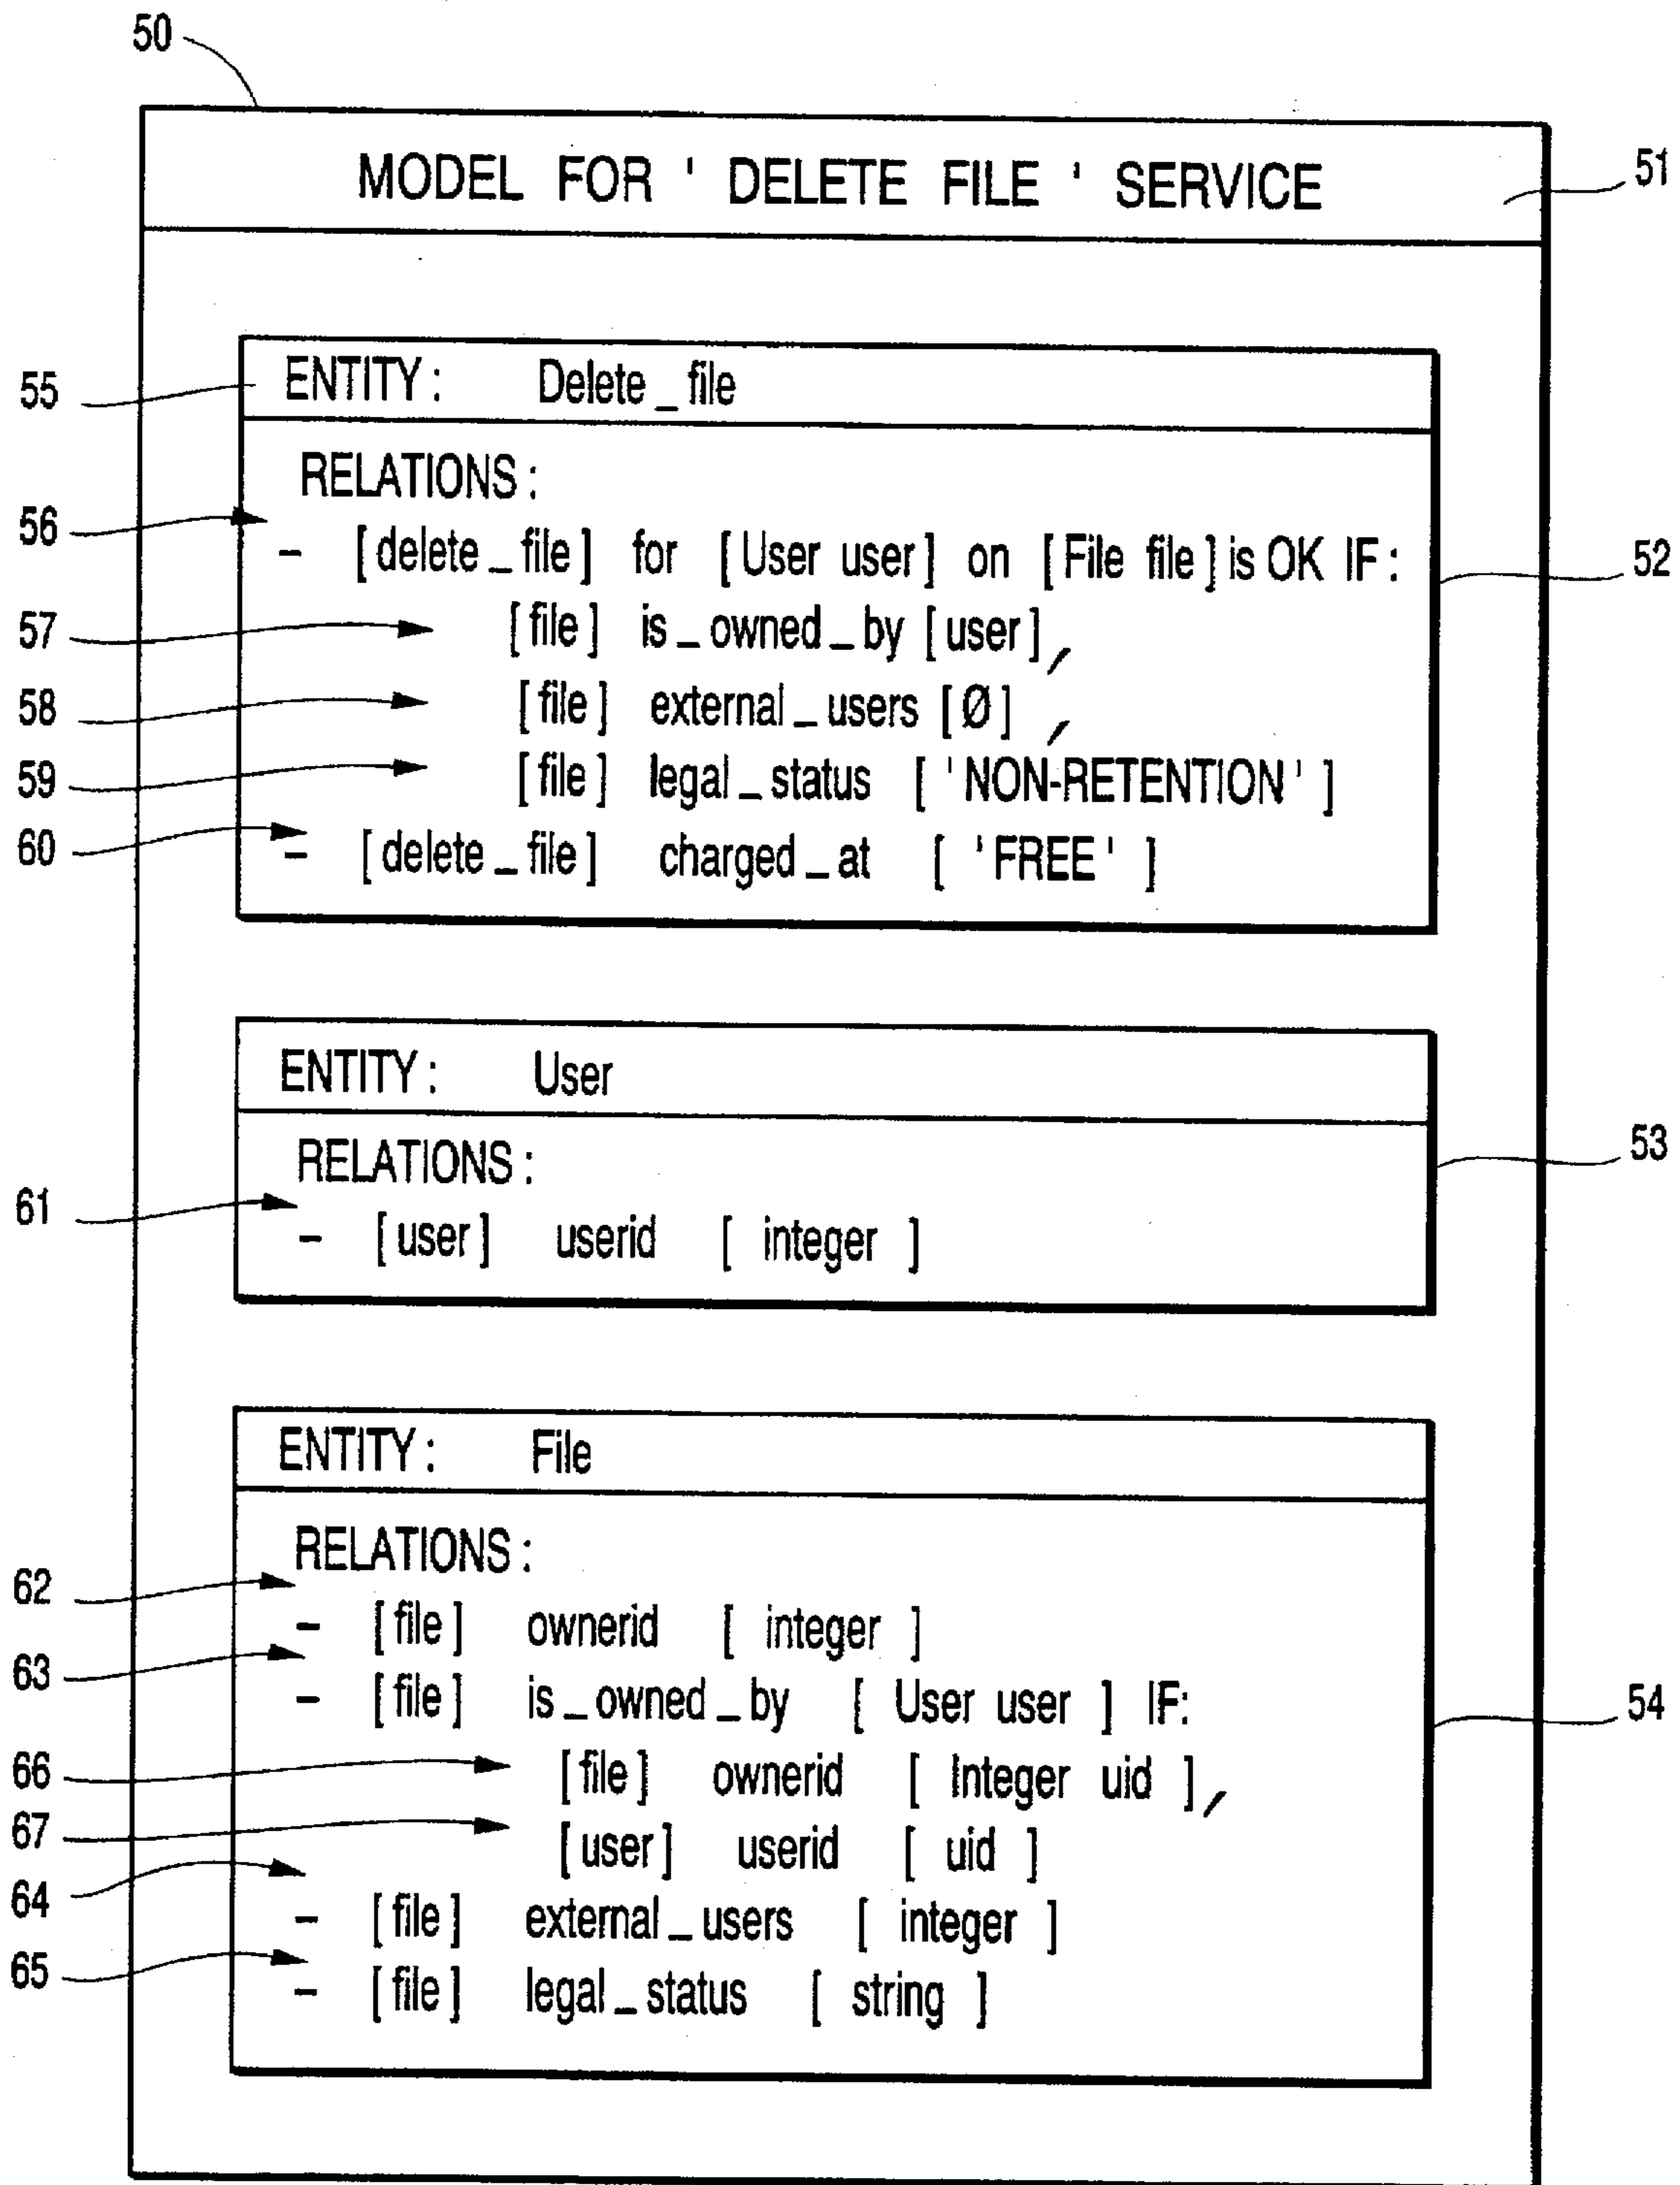 50
MODEL FOR ' DELETE FILE ' SERVICE
51
55
ENTITY : Delete _ file
RELATIONS :
56
- [ delete _ file ] for [ User user ] on [ File file ] is OK IF :
52
57
[ file ] is _ owned _ by [ user ] ,
58
[ file ] external _ users [ Ø ] ,
59
[ file ] legal _ status [ ' NON-RETENTION ' ]
60
- [ delete _ file ] charged _ at [ ' FREE ' ]
ENTITY : User
RELATIONS :
53
61
- [ user ] userid [ integer ]
ENTITY : File
RELATIONS :
62
- [ file ] ownerid [ integer ]
63
- [ file ] is _ owned _ by [ User user ] IF:
54
66
[ file ] ownerid [ Integer uid ] ,
67
[ user ] userid [ uid ]
64
- [ file ] external _ users [ integer ]
65
- [ file ] legal _ status [ string ]